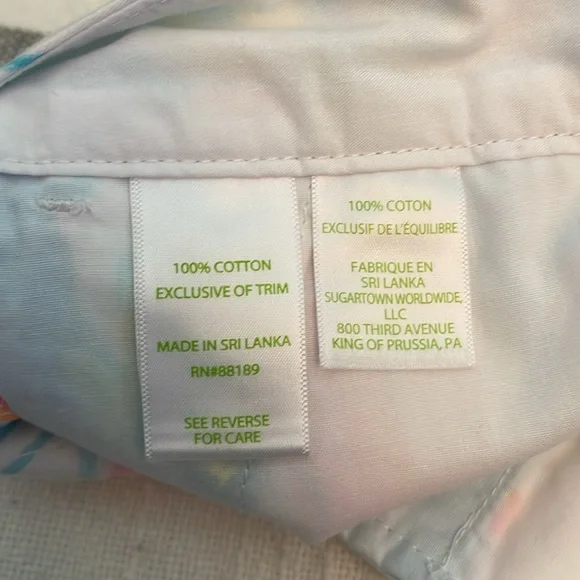 100% COTTON
EXCLUSIVE OF TRIM
MADE IN SRI LANKA
RN#88189
SEE REVERSE
FOR CARE
100% COTON
EXCLUSIF DE L'ÉQUILIBRE
FABRIQUE EN
SRI LANKA
SUGARTOWN WORLDWIDE,
LLC
800 THIRD AVENUE
KING OF PRUSSIA, PA